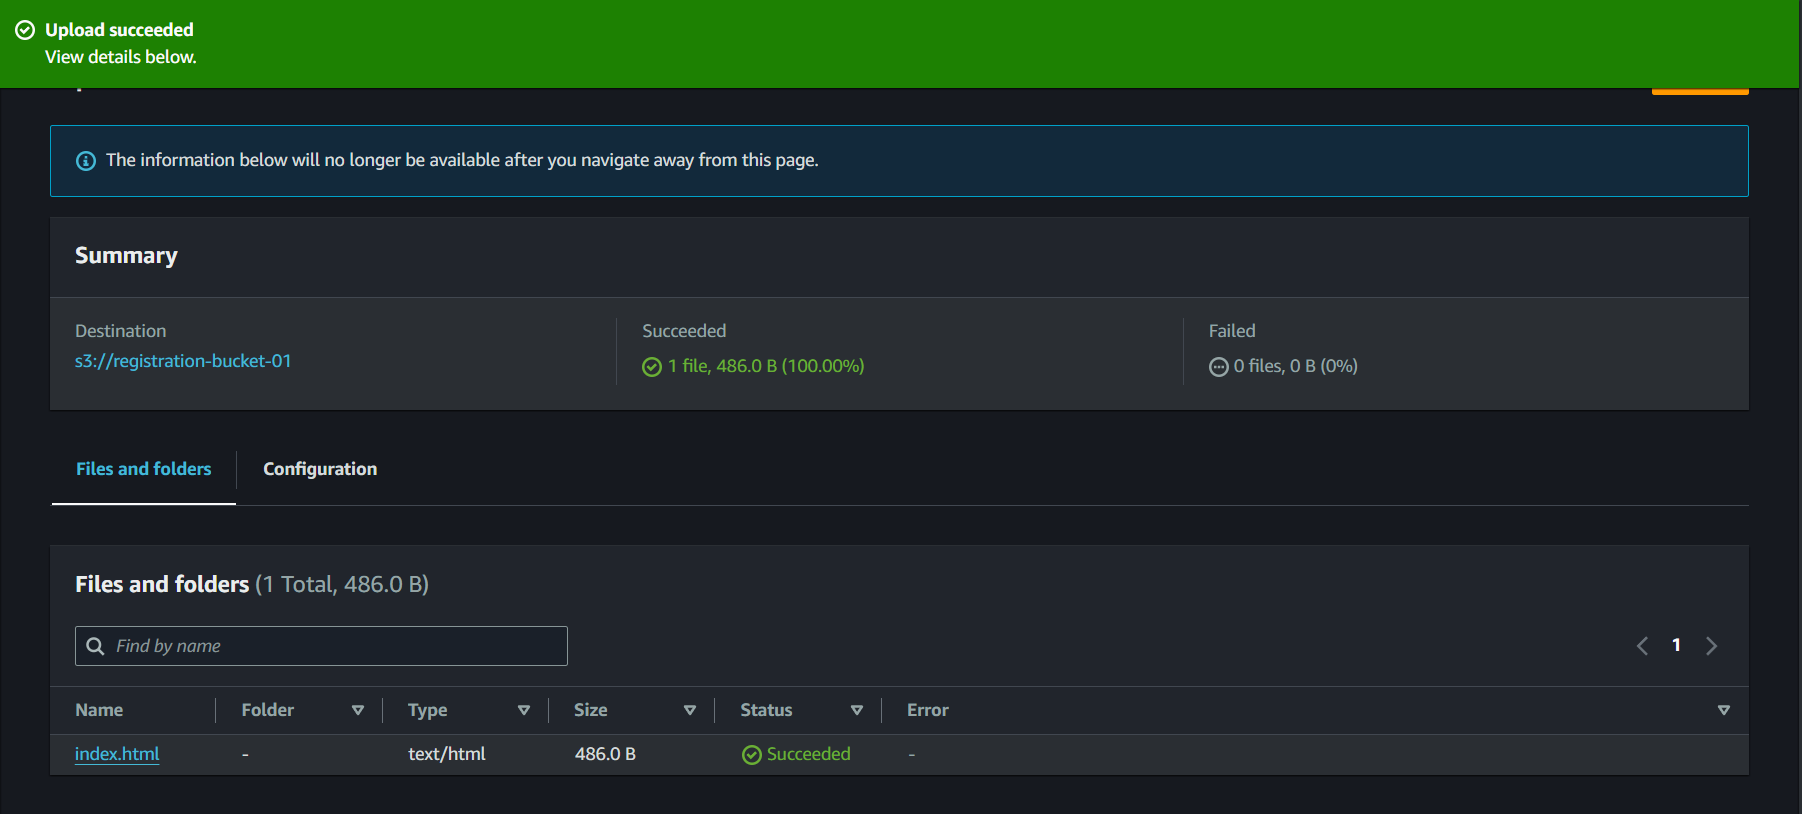 Upload succeeded
View details below.
The information below will no longer be available after you navigate away from this page.
Summary
Destination
s3://registration-bucket-01
Succeeded
1 file, 486.0 B (100.00%)
Failed
0 files, 0 B (0%)
Files and folders
Configuration
Files and folders (1 Total, 486.0 B)
Find by name
1
Name Folder Type Size Status Error
index.html - text/html 486.0 B Succeeded -